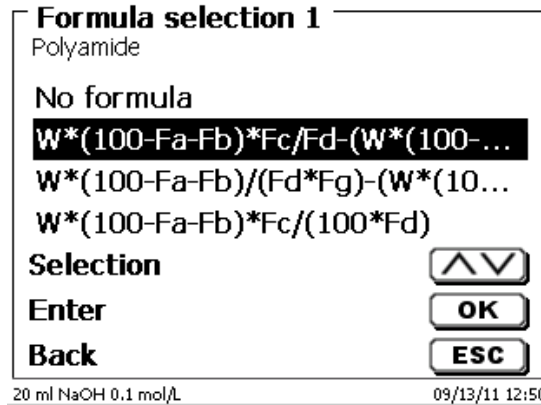 Formula selection 1
Polyamide
No formula
W*(100-Fa-Fb)*Fc/Fd-(W*(100-...
W*(100-Fa-Fb)/(Fd*Fg)-(W*(10...
W*(100-Fa-Fb)*Fc/(100*Fd)
Selection
Enter OK
Back ESC
20 ml NaOH 0.1 mol/L 09/13/11 12:50